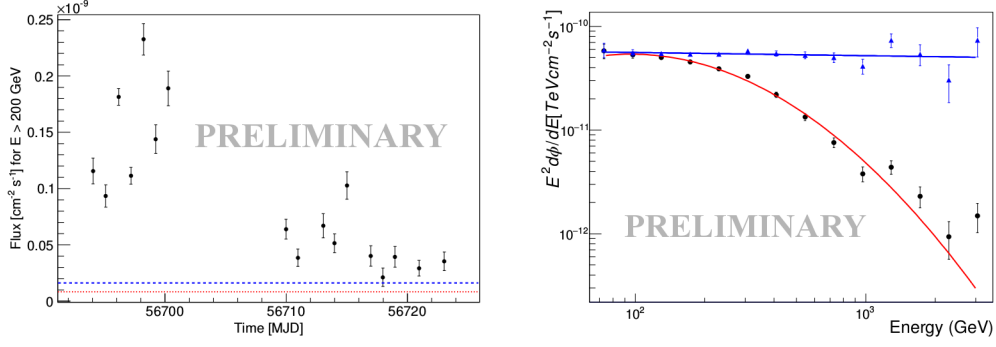 ×10⁻⁹
0.25
0.2
0.15
0.1
0.05
0
Flux [cm⁻² s⁻¹] for E > 200 GeV
PRELIMINARY
56700
56710
56720
Time [MJD]
10⁻¹⁰
10⁻¹¹
10⁻¹²
E²dϕ/dE[TeVcm⁻²s⁻¹]
PRELIMINARY
10²
10³
Energy (GeV)